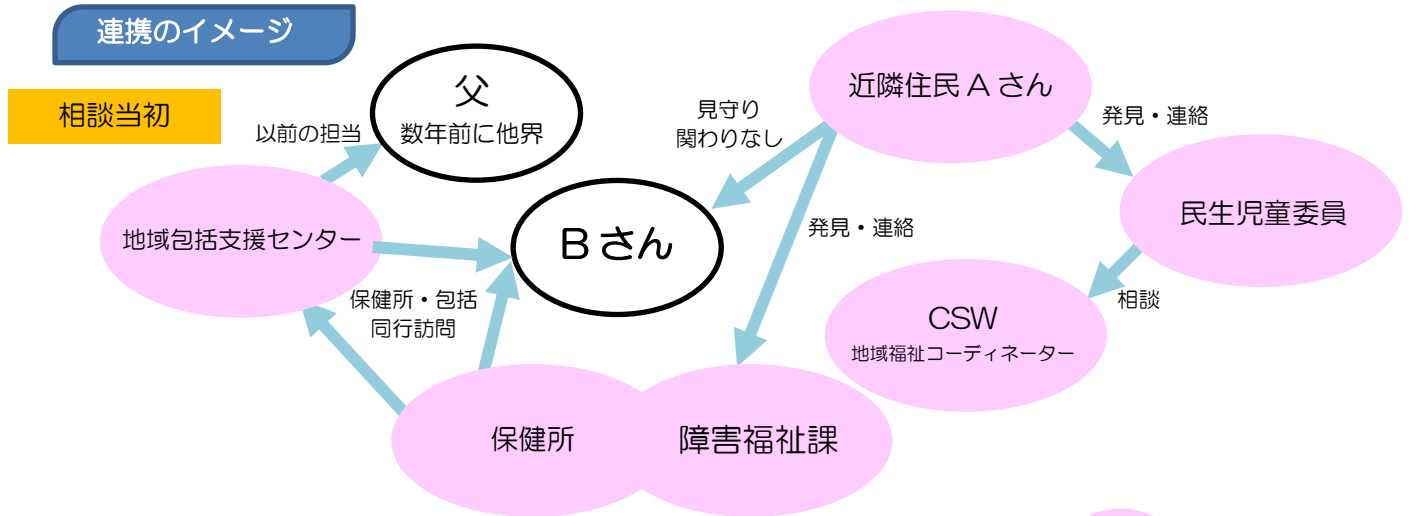 連携のイメージ
相談当初
父
数年前に他界
以前の担当
近隣住民Aさん
見守り
関わりなし
発見・連絡
地域包括支援センター
Bさん
発見・連絡
民生児童委員
保健所・包括
同行訪問
相談
CSW
地域福祉コーディネーター
保健所
障害福祉課